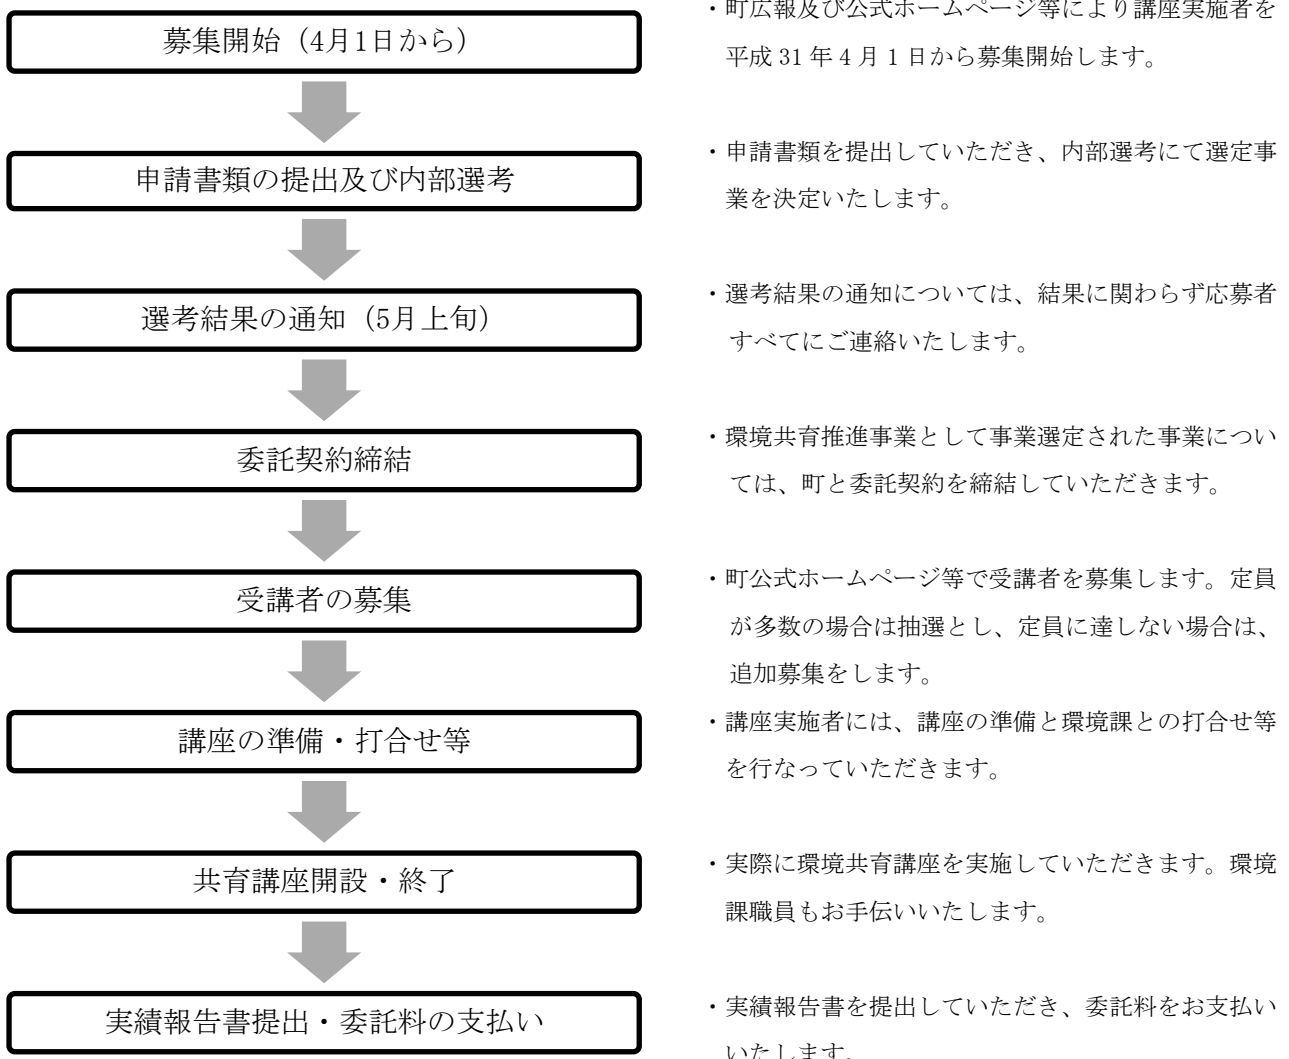 募集開始（4月1日から）
・町広報及び公式ホームページ等により講座実施者を
平成 31 年 4 月 1 日から募集開始します。
申請書類の提出及び内部選考
・申請書類を提出していただき、内部選考にて選定事
業を決定いたします。
選考結果の通知（5月上旬）
・選考結果の通知については、結果に関わらず応募者
すべてにご連絡いたします。
委託契約締結
・環境共育推進事業として事業選定された事業につい
ては、町と委託契約を締結していただきます。
受講者の募集
・町公式ホームページ等で受講者を募集します。定員
が多数の場合は抽選とし、定員に達しない場合は、
追加募集をします。
講座の準備・打合せ等
・講座実施者には、講座の準備と環境課との打合せ等
を行なっていただきます。
共育講座開設・終了
・実際に環境共育講座を実施していただきます。環境
課職員もお手伝いいたします。
実績報告書提出・委託料の支払い
・実績報告書を提出していただき、委託料をお支払い
いたします。